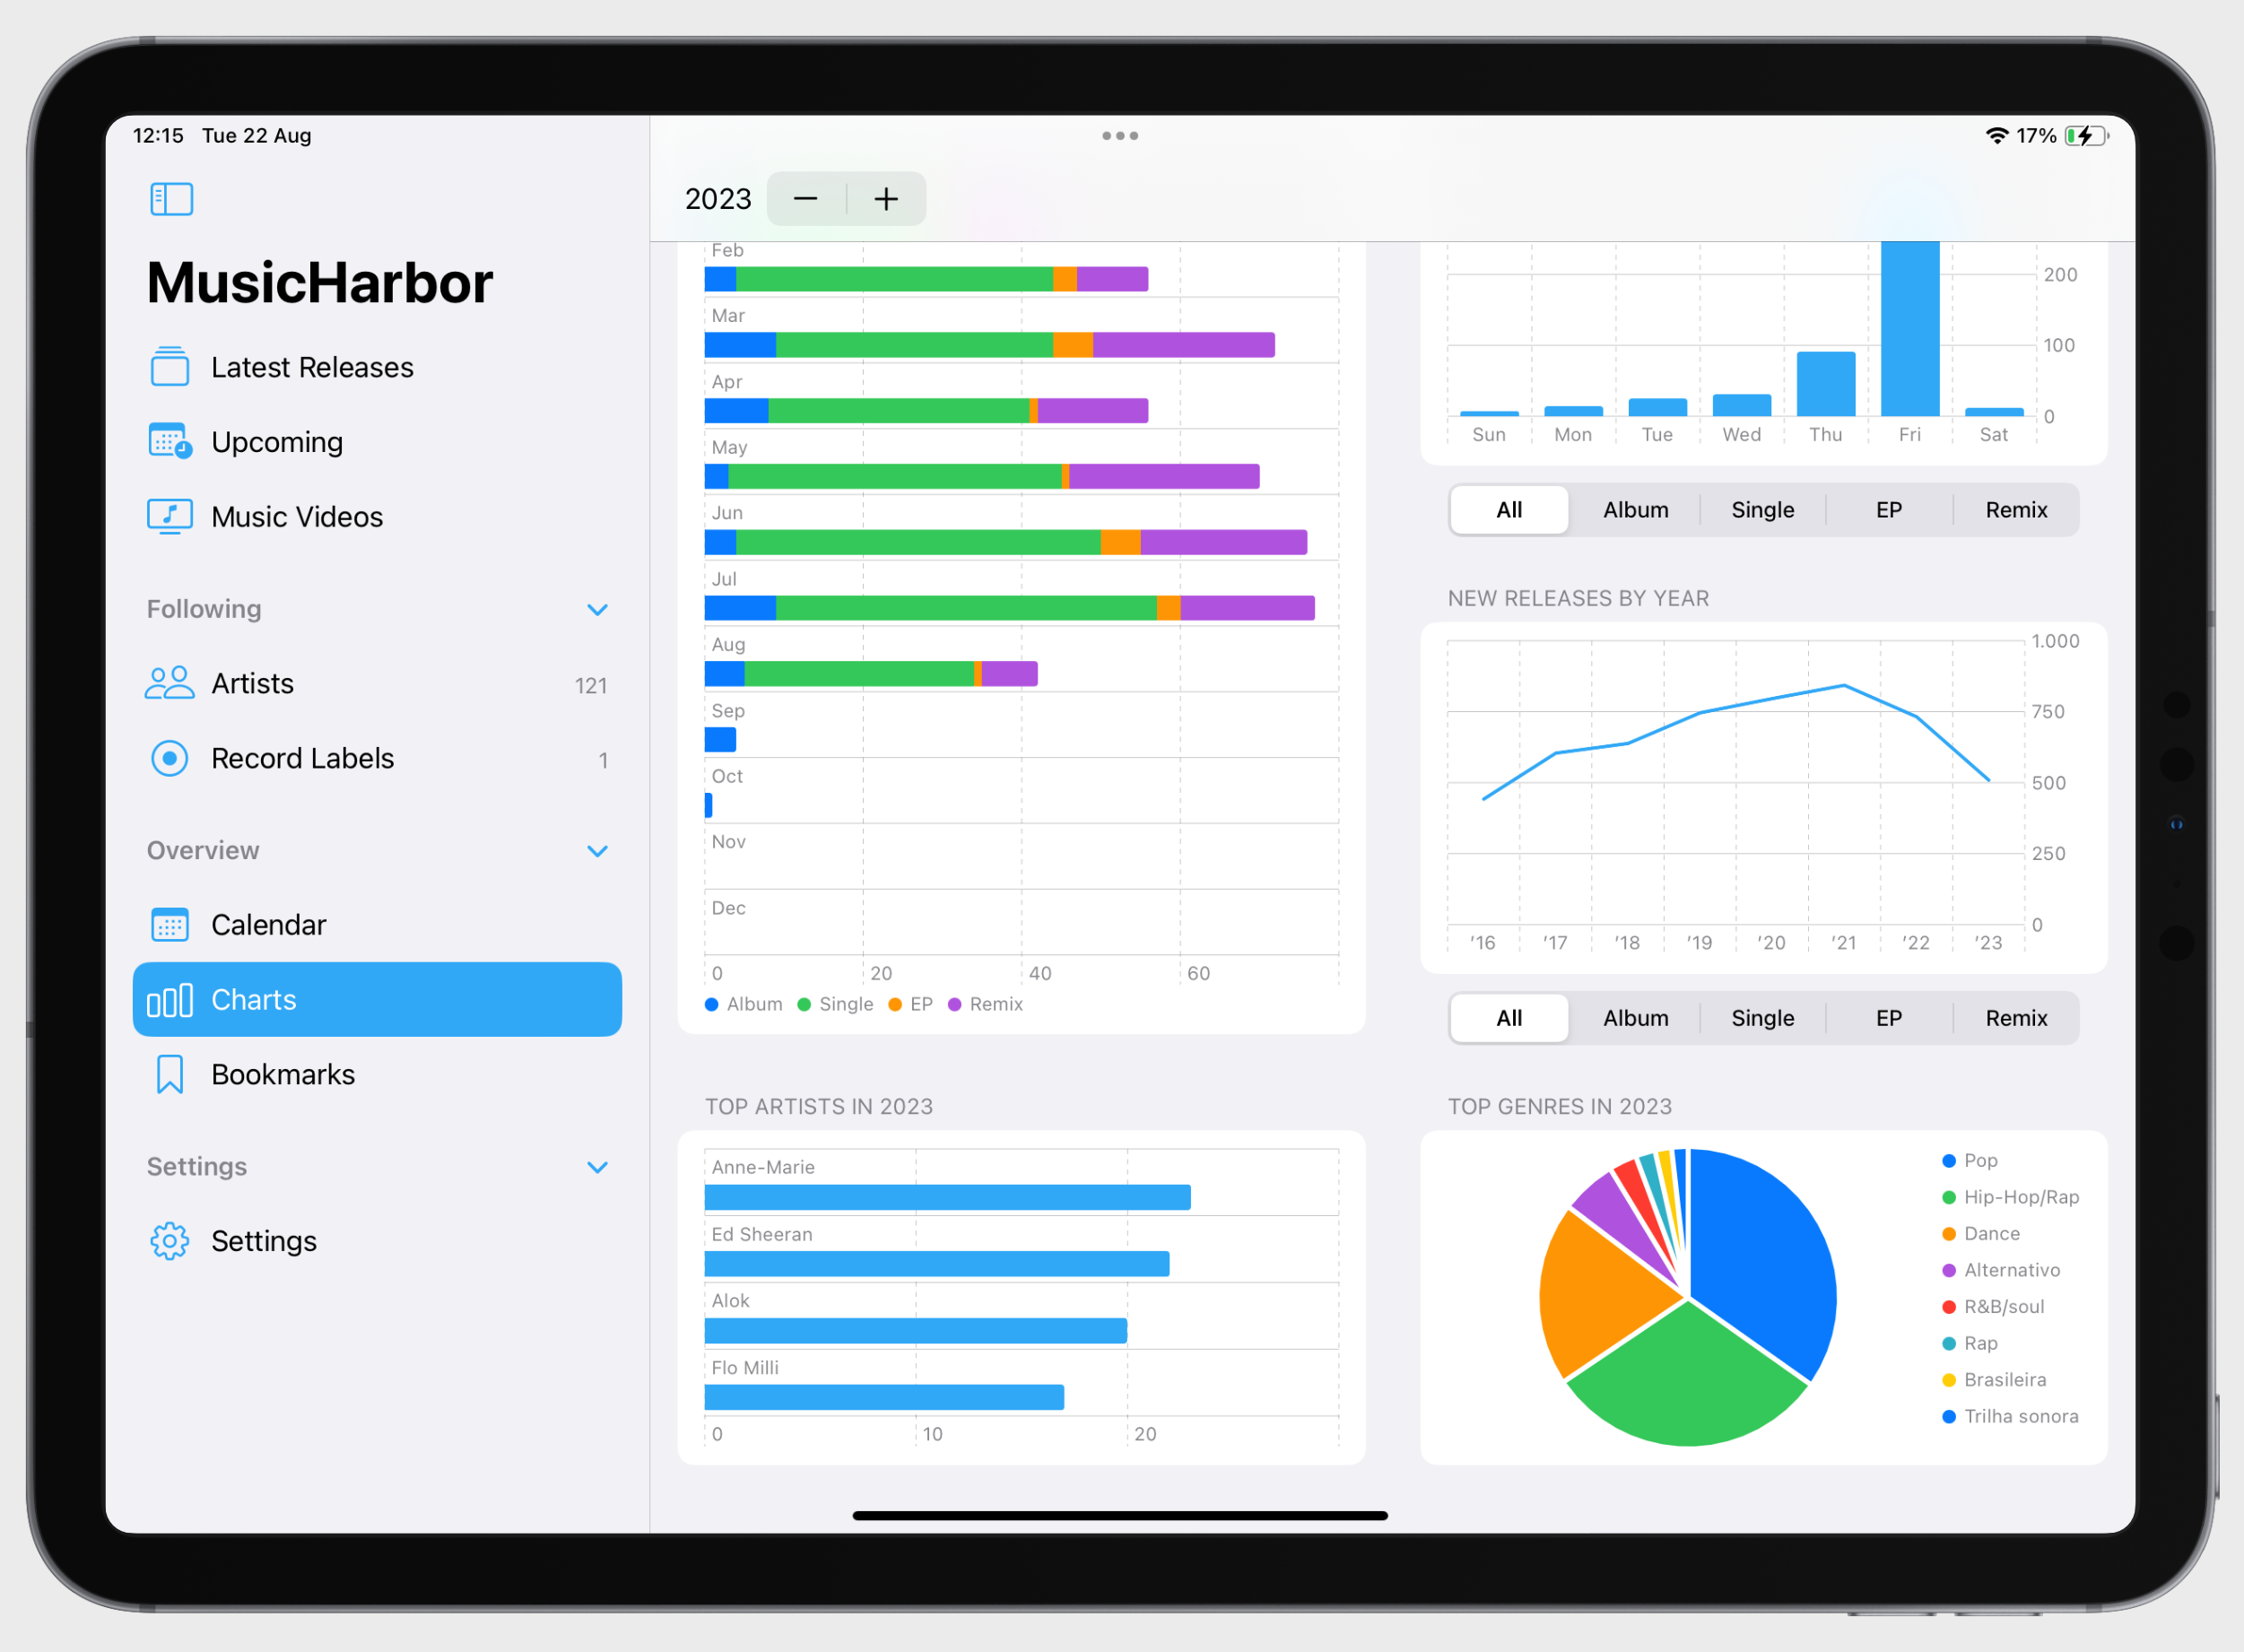 12:15 Tue 22 Aug
17%
MusicHarbor
Latest Releases
Upcoming
Music Videos
Following
Artists 121
Record Labels 1
Overview
Calendar
Charts
Bookmarks
Settings
Settings
2023
Feb
Mar
Apr
May
Jun
Jul
Aug
Sep
Oct
Nov
Dec
0 20 40 60
Album Single EP Remix
200
100
0
Sun Mon Tue Wed Thu Fri Sat
All Album Single EP Remix
NEW RELEASES BY YEAR
1.000
750
500
250
0
'16 '17 '18 '19 '20 '21 '22 '23
All Album Single EP Remix
TOP ARTISTS IN 2023
Anne-Marie
Ed Sheeran
Alok
Flo Milli
0 10 20
TOP GENRES IN 2023
Pop
Hip-Hop/Rap
Dance
Alternativo
R&B/soul
Rap
Brasileira
Trilha sonora